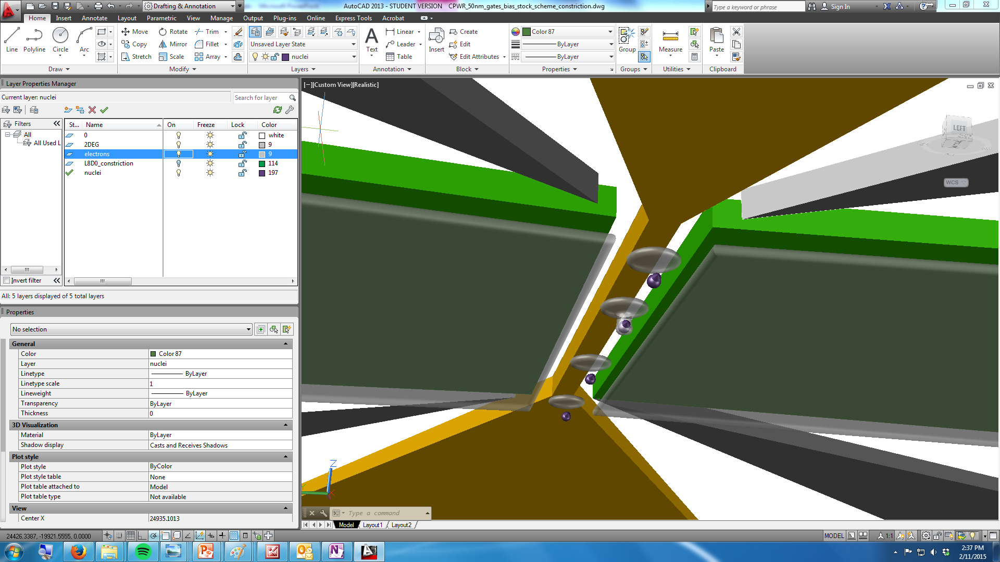 Drafting & Annotation
AutoCAD 2013 - STUDENT VERSION CPWR_50nm_gates_bias_stock_scheme_constriction.dwg
Type a keyword or phrase
Sign In
Home Insert Annotate Layout Parametric View Manage Output Plug-ins Online Express Tools Acrobat
Line Polyline Circle Arc
Move Rotate Trim
Copy Mirror Fillet
Stretch Scale Array
Unsaved Layer State
nuclei
Text
Linear
Leader
Table
Insert
Create
Edit
Edit Attributes
Color 87
ByLayer
ByLayer
Group
Measure
Paste
Draw Modify Layers Annotation Block Properties Groups Utilities Clipboard
Layer Properties Manager
Current layer: nuclei
Search for layer
Filters
All
All Used L
Invert filter
St... Name On Freeze Lock Color
0 white
2DEG 9
electrons 9
L8D0_constriction 114
nuclei 197
All: 5 layers displayed of 5 total layers
Properties
No selection
General
Color Color 87
Layer nuclei
Linetype ByLayer
Linetype scale 1
Lineweight ByLayer
Transparency ByLayer
Thickness 0
3D Visualization
Material ByLayer
Shadow display Casts and Receives Shadows
Plot style
Plot style ByColor
Plot style table None
Plot table attached to Model
Plot table type Not available
View
Center X 24935.1013
[−][Custom View][Realistic]
LEFT
WCS
Z
Type a command
Model Layout1 Layout2
24426.3387, -19921.5555, 0.0000
MODEL
1:1
2:37 PM
2/11/2015